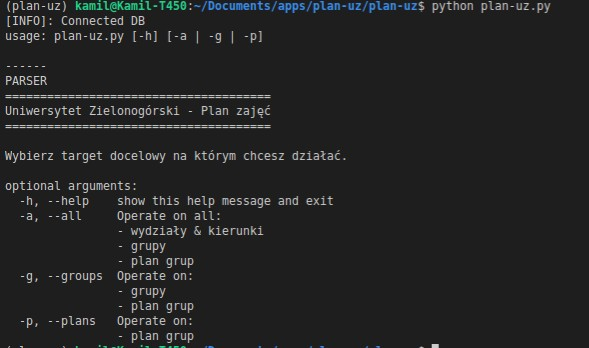 (plan-uz) kamil@Kamil-T450:~/Documents/apps/plan-uz/plan-uz$ python plan-uz.py
[INFO]: Connected DB
usage: plan-uz.py [-h] [-a | -g | -p]
------
PARSER
======================================
Uniwersytet Zielonogórski - Plan zajęć
======================================
Wybierz target docelowy na którym chcesz działać.
optional arguments:
-h, --help    show this help message and exit
-a, --all     Operate on all:
- wydziały & kierunki
- grupy
- plan grup
-g, --groups  Operate on:
- grupy
- plan grup
-p, --plans   Operate on:
- plan grup